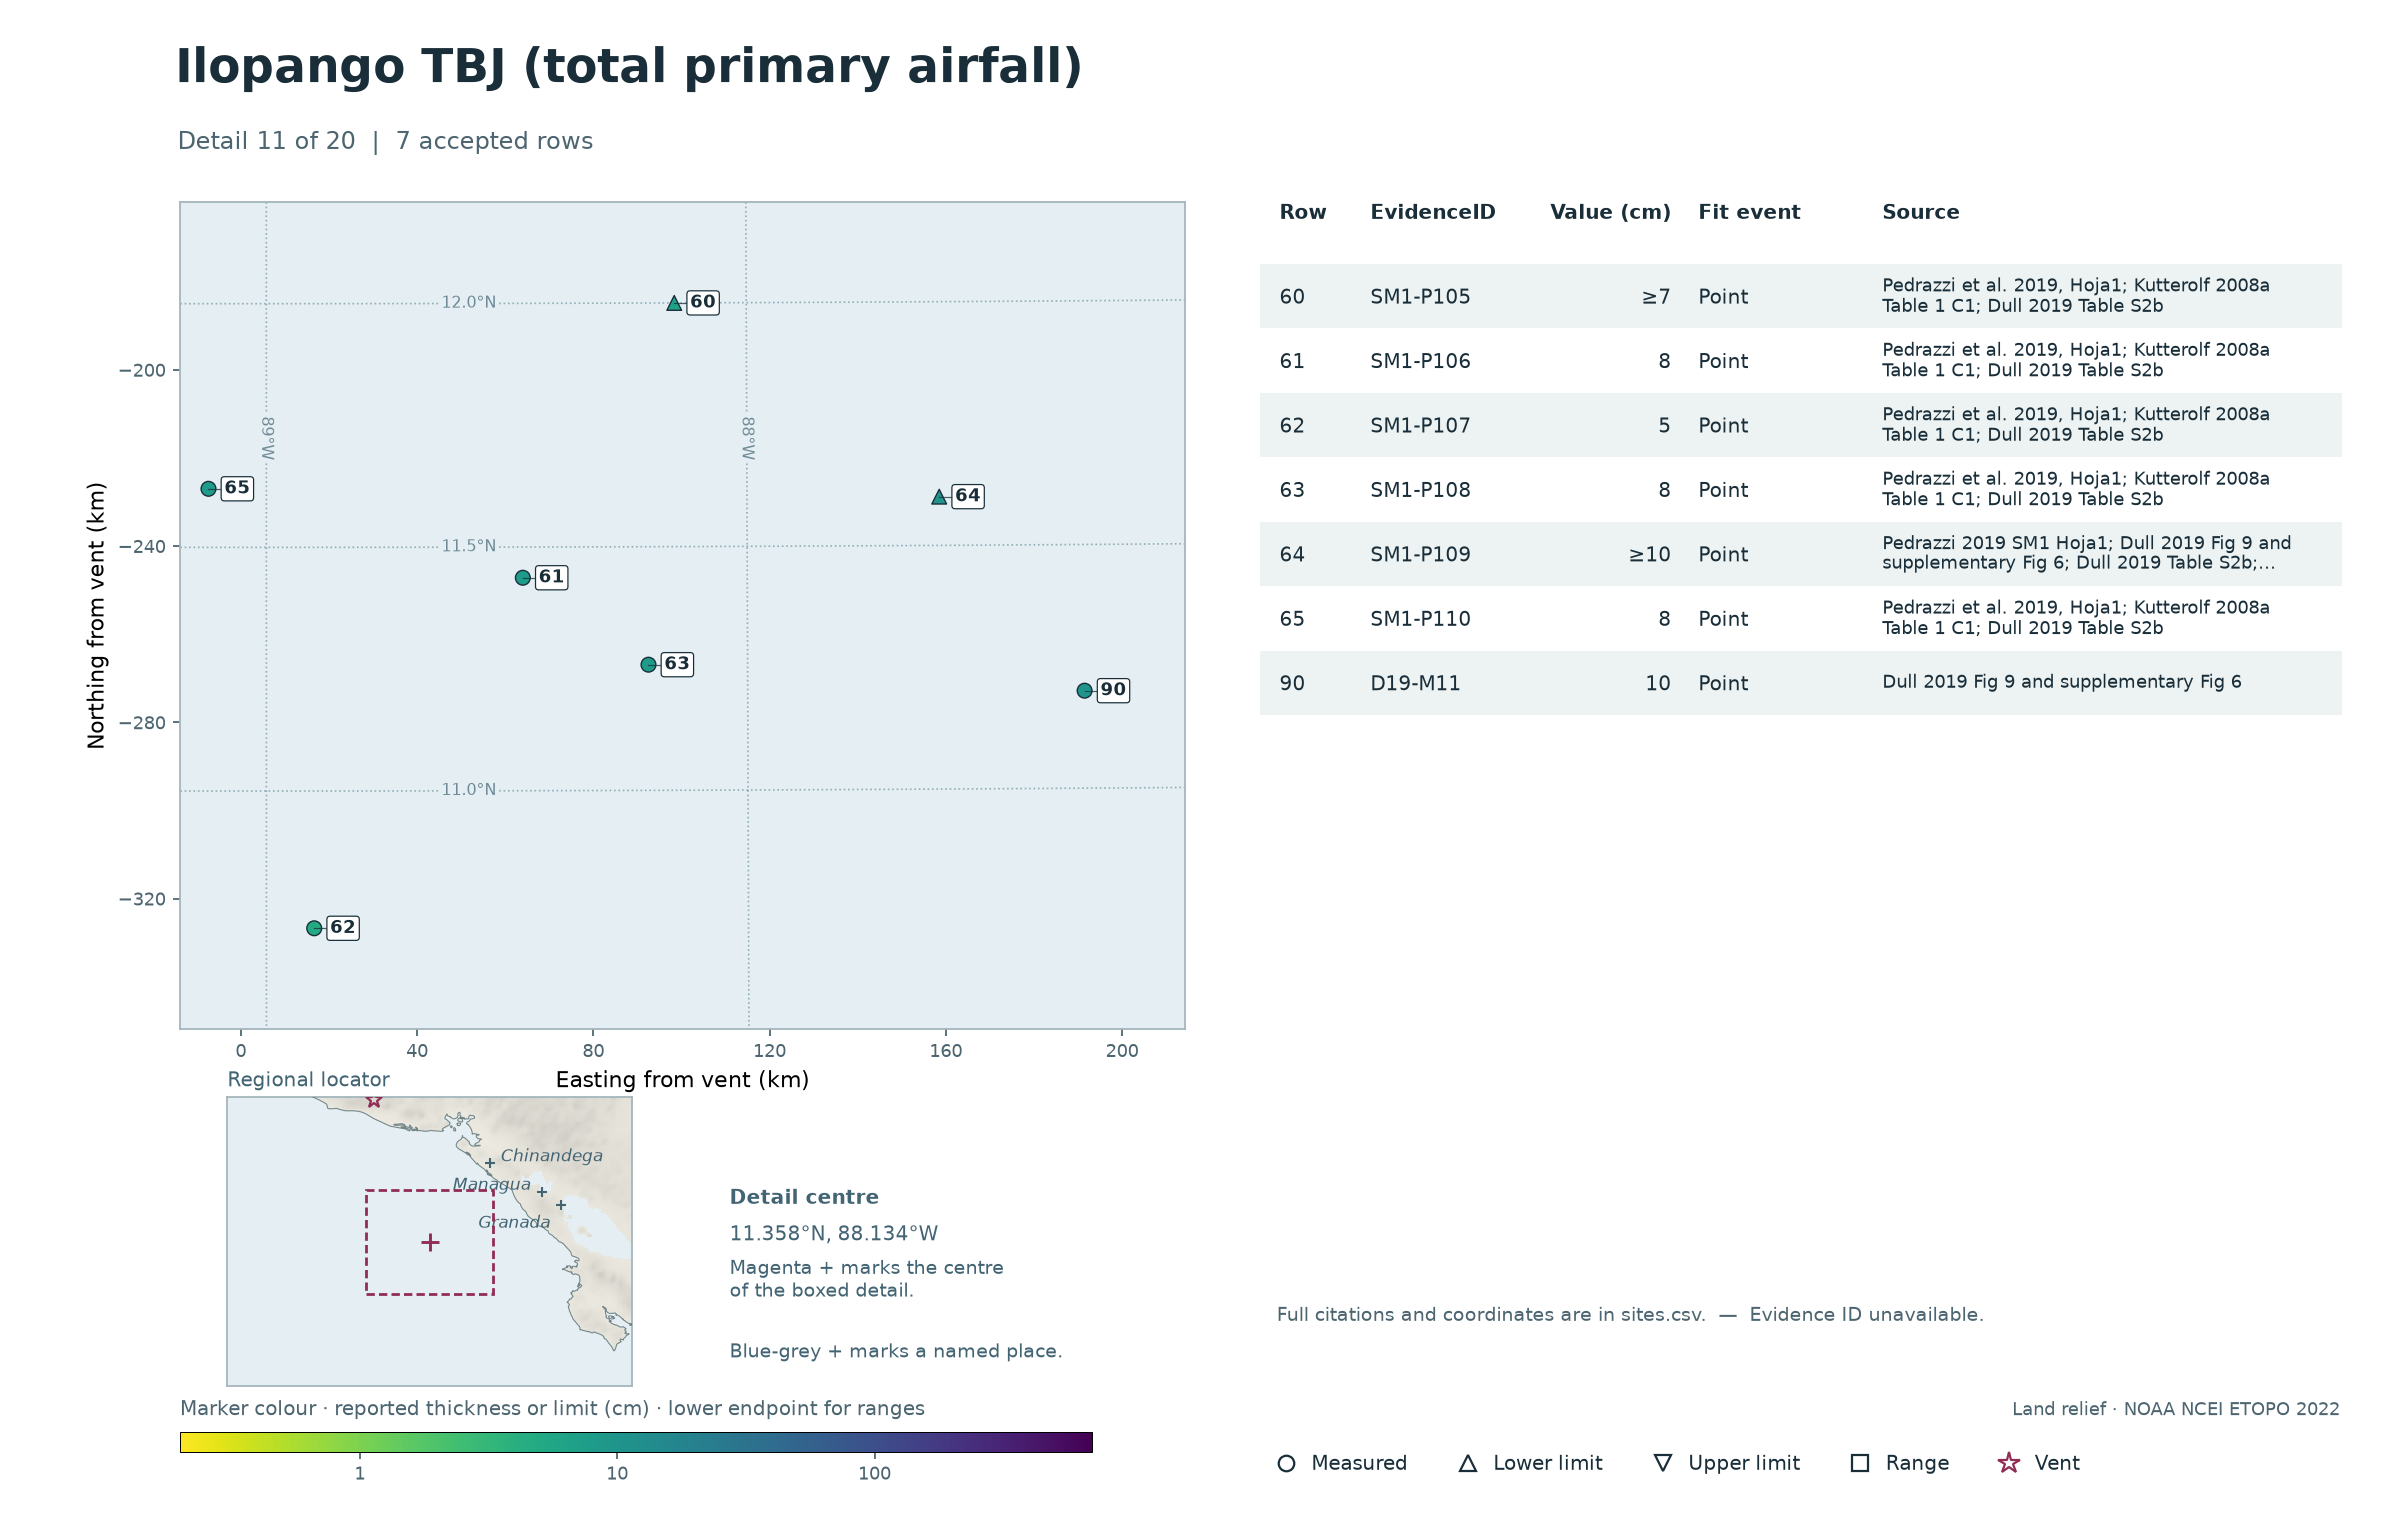 Ilopango TBJ (total primary airfall)
Detail 11 of 20 | 7 accepted rows
Row EvidenceID Value (cm) Fit event Source
60 SM1-P105 ≥7 Point Pedrazzi et al. 2019, Hoja1; Kutterolf 2008a
Table 1 C1; Dull 2019 Table S2b
61 SM1-P106 8 Point Pedrazzi et al. 2019, Hoja1; Kutterolf 2008a
Table 1 C1; Dull 2019 Table S2b
62 SM1-P107 5 Point Pedrazzi et al. 2019, Hoja1; Kutterolf 2008a
Table 1 C1; Dull 2019 Table S2b
63 SM1-P108 8 Point Pedrazzi et al. 2019, Hoja1; Kutterolf 2008a
Table 1 C1; Dull 2019 Table S2b
64 SM1-P109 ≥10 Point Pedrazzi 2019 SM1 Hoja1; Dull 2019 Fig 9 and
supplementary Fig 6; Dull 2019 Table S2b;...
65 SM1-P110 8 Point Pedrazzi et al. 2019, Hoja1; Kutterolf 2008a
Table 1 C1; Dull 2019 Table S2b
90 D19-M11 10 Point Dull 2019 Fig 9 and supplementary Fig 6
12.0°N
60
−200
89°W
88°W
65
64
Northing from vent (km)
−240
11.5°N
61
63
90
−280
11.0°N
−320
62
0 40 80 120 160 200
Easting from vent (km)
Regional locator
Chinandega
Managua
Granada
Detail centre
11.358°N, 88.134°W
Magenta + marks the centre
of the boxed detail.
Blue-grey + marks a named place.
Full citations and coordinates are in sites.csv. — Evidence ID unavailable.
Marker colour · reported thickness or limit (cm) · lower endpoint for ranges
1 10 100
Land relief · NOAA NCEI ETOPO 2022
Measured Lower limit Upper limit Range Vent